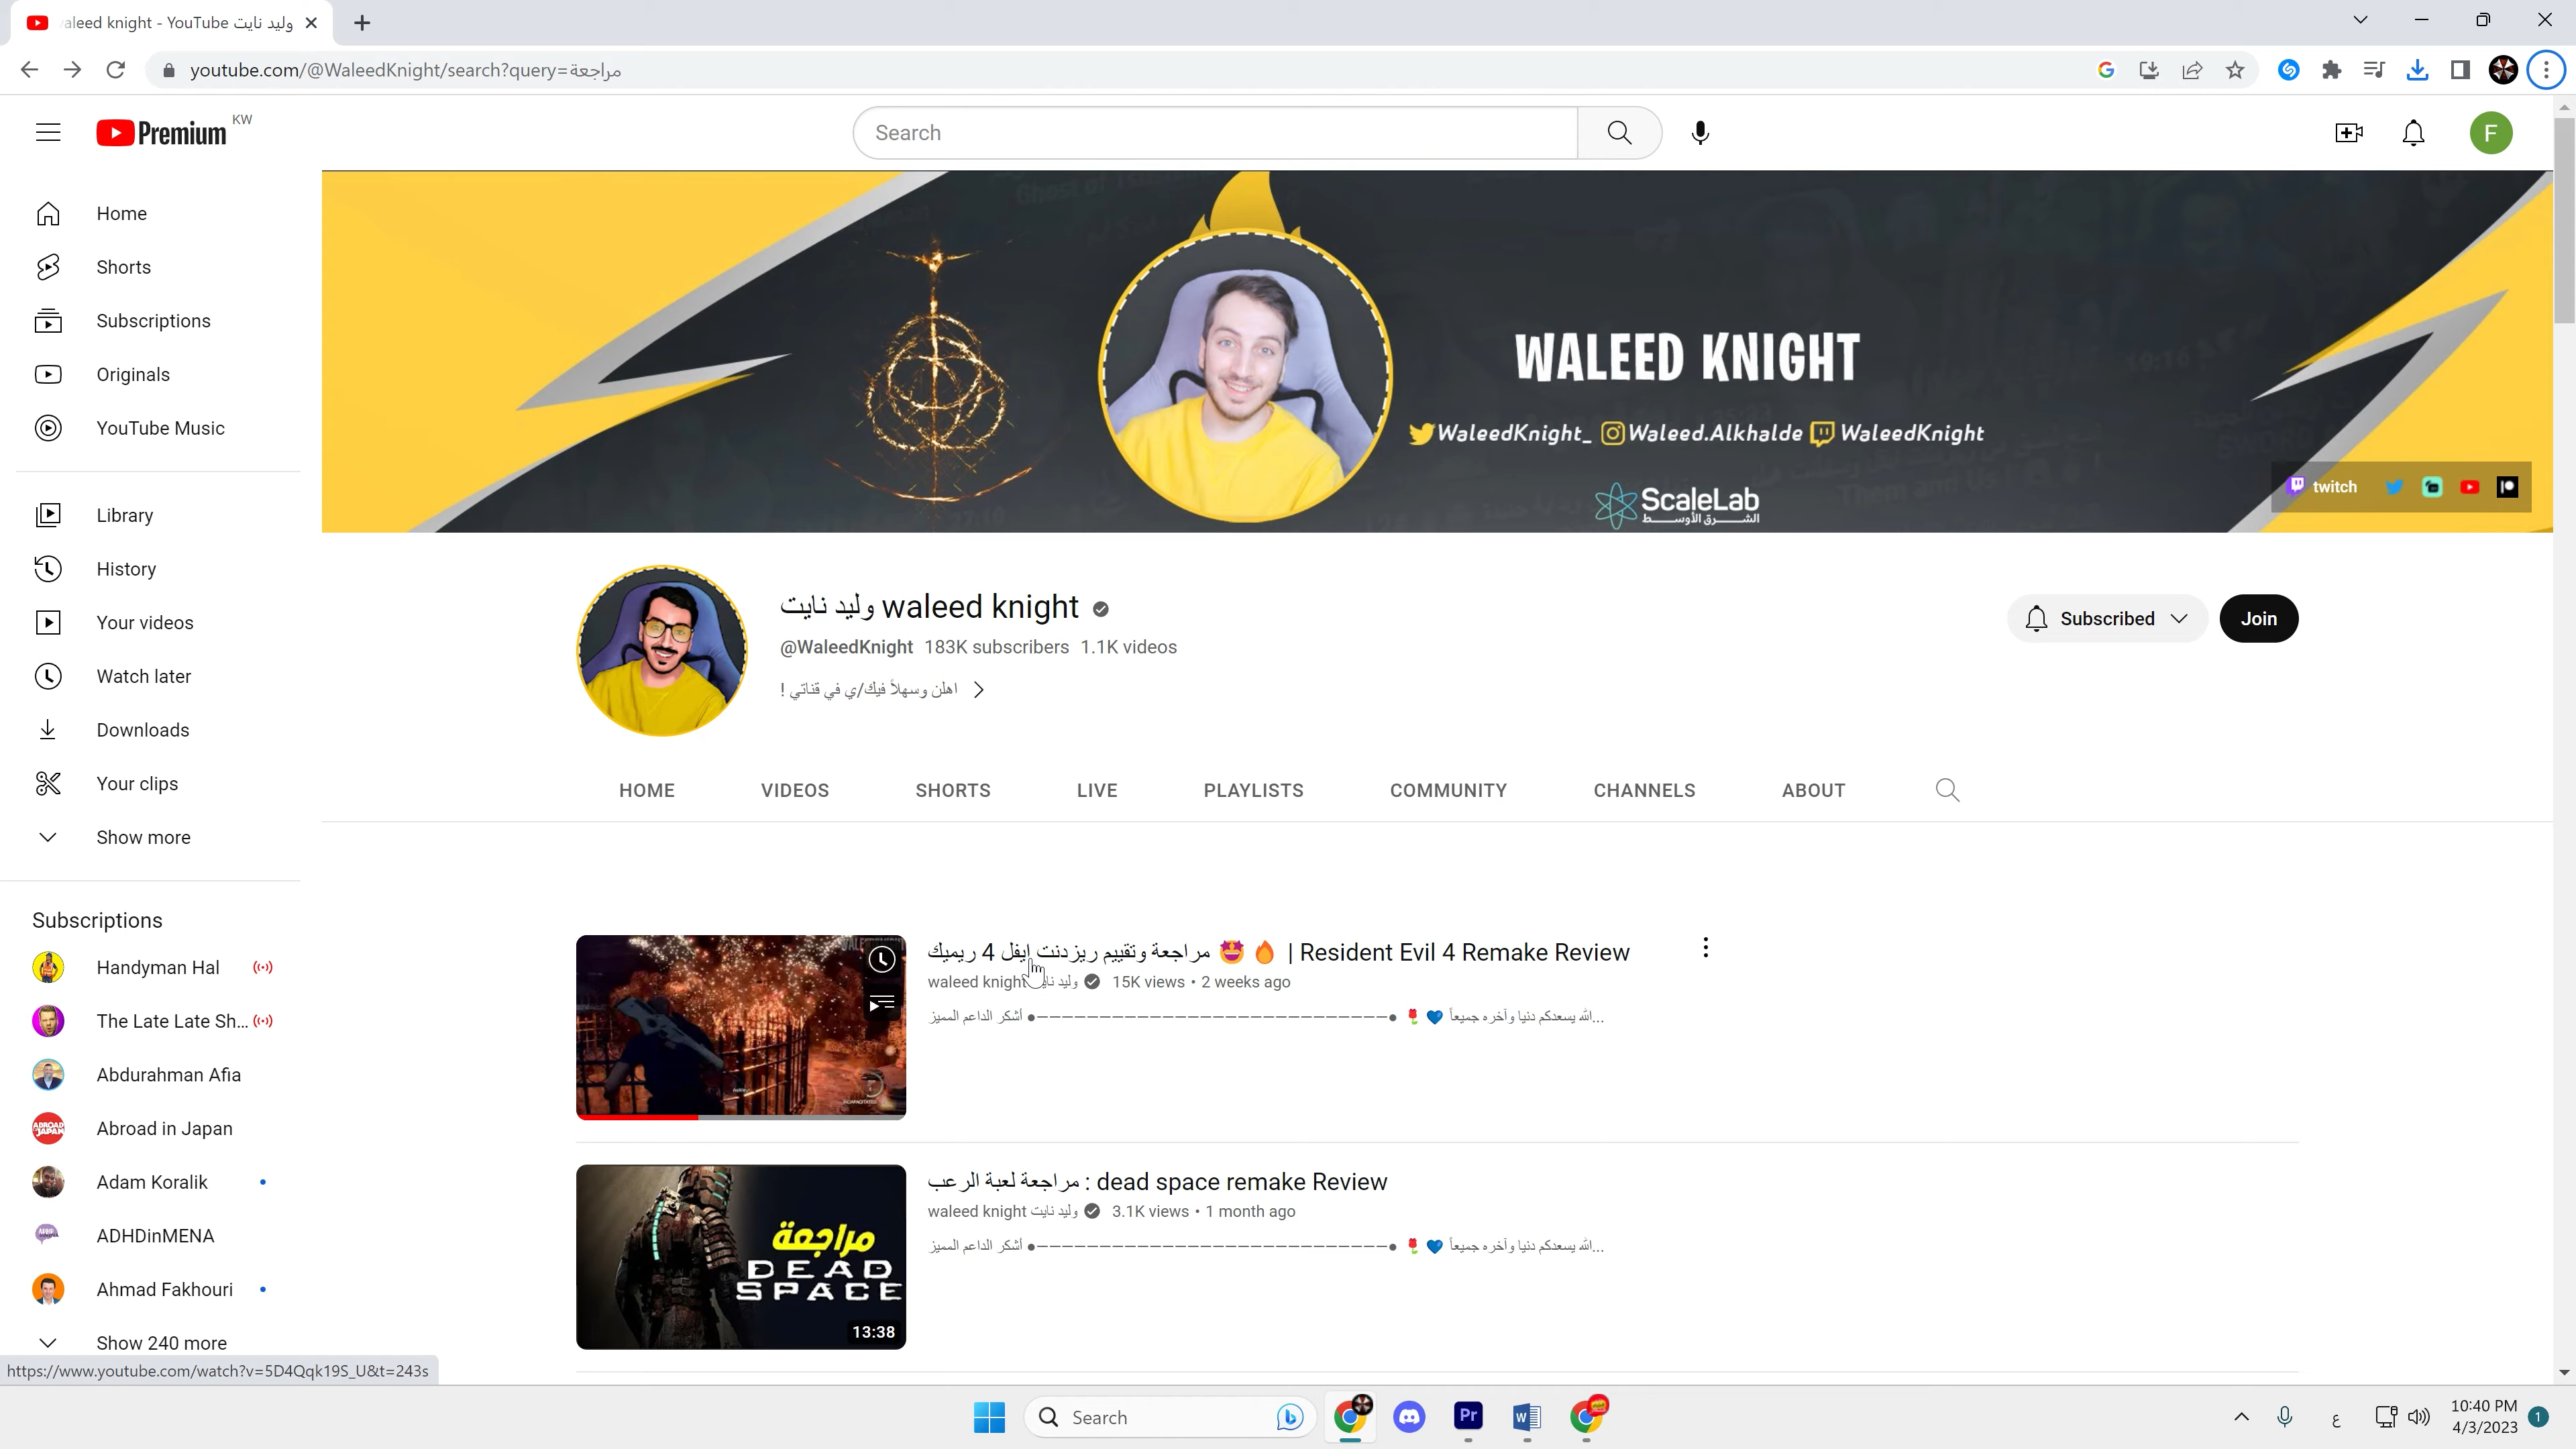 waleed knight - YouTube وليد نايت
youtube.com/@WaleedKnight/search?query=مراجعة
Premium KW
Search
Home
Shorts
Subscriptions
Originals
YouTube Music
Library
History
Your videos
Watch later
Downloads
Your clips
Show more
Subscriptions
Handyman Hal
The Late Late Sh...
Abdurahman Afia
Abroad in Japan
Adam Koralik
ADHDinMENA
Ahmad Fakhouri
Show 240 more
https://www.youtube.com/watch?v=5D4Qqk19S_U&t=243s
WALEED KNIGHT
WaleedKnight_ Waleed.Alkhalde WaleedKnight
ScaleLab
الشرق الأوسط
twitch
وليد نايت waleed knight
@WaleedKnight 183K subscribers 1.1K videos
اهلن وسهلاً فيك/ي في قناتي !
Subscribed
Join
HOME VIDEOS SHORTS LIVE PLAYLISTS COMMUNITY CHANNELS ABOUT
مراجعة وتقييم ريزدنت إيفل 4 ريميك 🤩 🔥 | Resident Evil 4 Remake Review
waleed knight وليد نايت 15K views • 2 weeks ago
أشكر الداعم المميز ●————————————————————————————● 🌷 💙 الله يسعدكم دنيا وآخره جميعاً...
مراجعة
DEAD
SPACE
13:38
مراجعة لعبة الرعب : dead space remake Review
waleed knight وليد نايت 3.1K views • 1 month ago
أشكر الداعم المميز ●————————————————————————————● 🌷 💙 الله يسعدكم دنيا وآخره جميعاً...
Search
Pr
W
ع
10:40 PM
4/3/2023
1